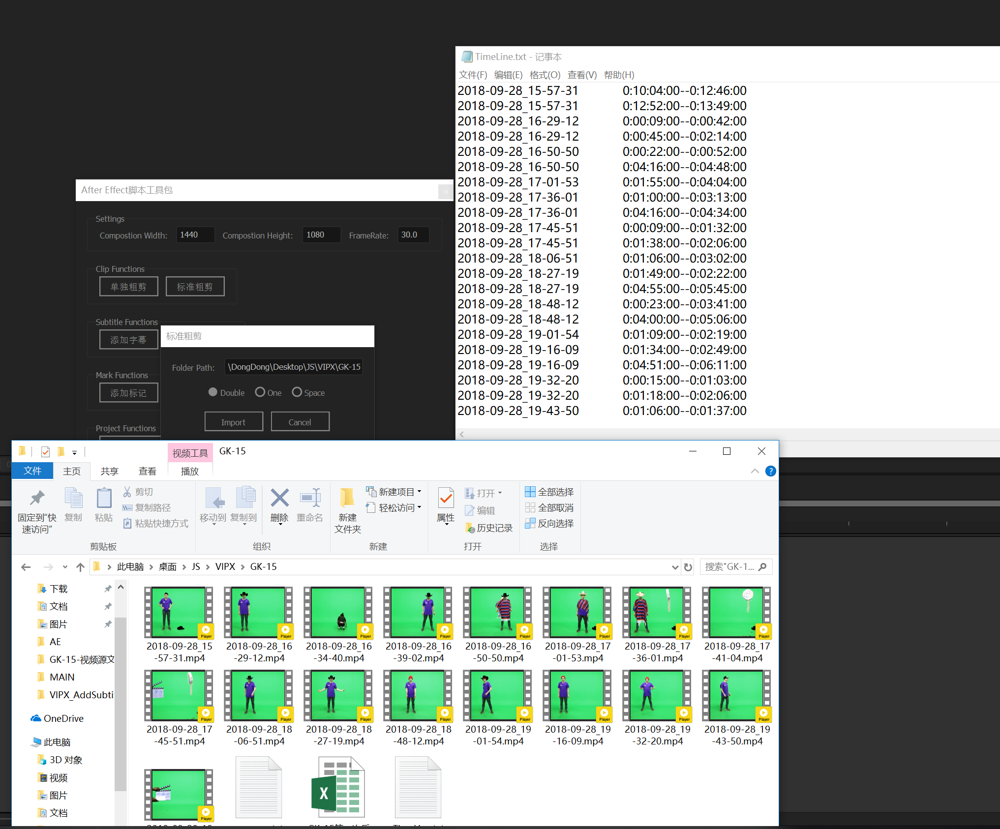 TimeLine.txt - 记事本
文件(F) 编辑(E) 格式(O) 查看(V) 帮助(H)
2018-09-28_15-57-31 0:10:04:00--0:12:46:00
2018-09-28_15-57-31 0:12:52:00--0:13:49:00
2018-09-28_16-29-12 0:00:09:00--0:00:42:00
2018-09-28_16-29-12 0:00:45:00--0:02:14:00
2018-09-28_16-50-50 0:00:22:00--0:00:52:00
2018-09-28_16-50-50 0:04:16:00--0:04:48:00
2018-09-28_17-01-53 0:01:55:00--0:04:04:00
2018-09-28_17-36-01 0:01:00:00--0:03:13:00
2018-09-28_17-36-01 0:04:16:00--0:04:34:00
2018-09-28_17-45-51 0:00:09:00--0:01:32:00
2018-09-28_17-45-51 0:01:38:00--0:02:06:00
2018-09-28_18-06-51 0:01:06:00--0:03:02:00
2018-09-28_18-27-19 0:01:49:00--0:02:22:00
2018-09-28_18-27-19 0:04:55:00--0:05:45:00
2018-09-28_18-48-12 0:00:23:00--0:03:41:00
2018-09-28_18-48-12 0:04:00:00--0:05:06:00
2018-09-28_19-01-54 0:01:09:00--0:02:19:00
2018-09-28_19-16-09 0:01:34:00--0:02:49:00
2018-09-28_19-16-09 0:04:51:00--0:06:11:00
2018-09-28_19-32-20 0:00:15:00--0:01:03:00
2018-09-28_19-32-20 0:01:18:00--0:02:06:00
2018-09-28_19-43-50 0:01:06:00--0:01:37:00
After Effect脚本工具包
Settings
Compostion Width: 1440 Compostion Height: 1080 FrameRate: 30.0
Clip Functions
单独粗剪 标准粗剪
Subtitle Functions
添加字幕
Mark Functions
添加标记
Project Functions
标准粗剪
Folder Path: \DongDong\Desktop\JS\VIPX\GK-15
Double One Space
Import Cancel
视频工具 GK-15
文件 主页 共享 查看 播放
固定到"快速访问"
复制
粘贴
剪切
复制路径
粘贴快捷方式
移动到
复制到
删除
重命名
新建
文件夹
新建项目
轻松访问
属性
打开
编辑
历史记录
全部选择
全部取消
反向选择
剪贴板 组织 新建 打开 选择
此电脑 桌面 JS VIPX GK-15
搜索"GK-1...
下载
文档
图片
AE
GK-15-视频源文
MAIN
VIPX_AddSubti
OneDrive
此电脑
3D 对象
视频
图片
文档
Player Player Player Player Player Player Player Player
2018-09-28_15 2018-09-28_16 2018-09-28_16 2018-09-28_16 2018-09-28_16 2018-09-28_17 2018-09-28_17 2018-09-28_17
-57-31.mp4 -29-12.mp4 -34-40.mp4 -39-02.mp4 -50-50.mp4 -01-53.mp4 -36-01.mp4 -41-04.mp4
Player Player Player Player Player Player Player Player
2018-09-28_17 2018-09-28_18 2018-09-28_18 2018-09-28_18 2018-09-28_19 2018-09-28_19 2018-09-28_19 2018-09-28_19
-45-51.mp4 -06-51.mp4 -27-19.mp4 -48-12.mp4 -01-54.mp4 -16-09.mp4 -32-20.mp4 -43-50.mp4
Player